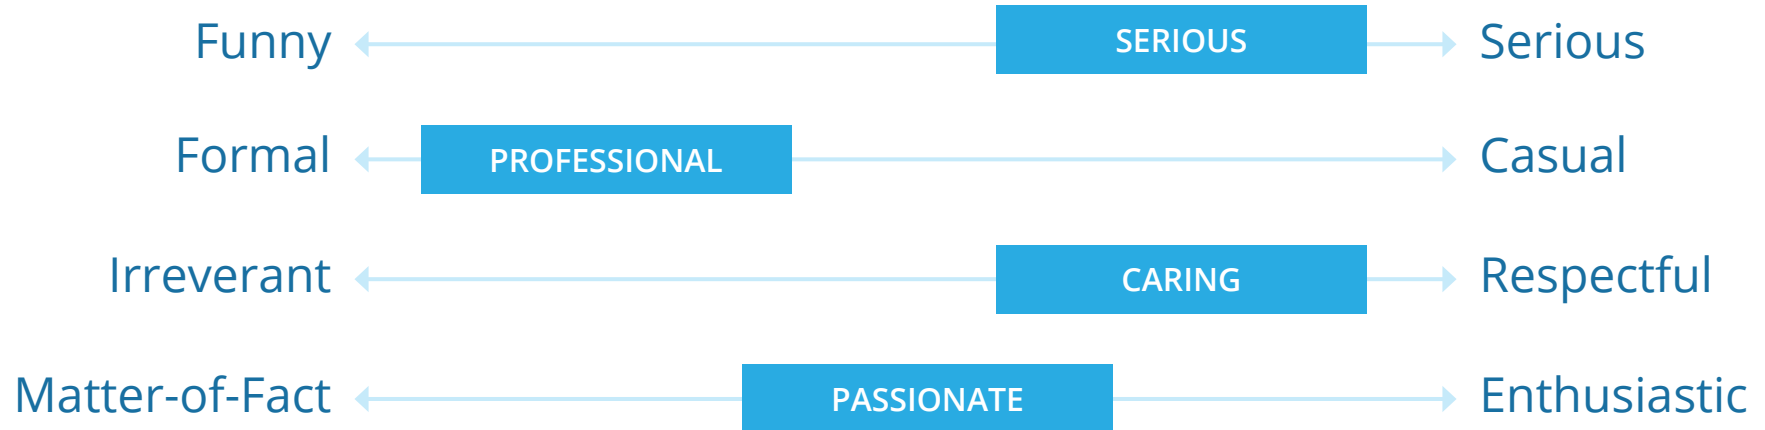 Funny SERIOUS Serious
Formal PROFESSIONAL Casual
Irreverant CARING Respectful
Matter-of-Fact PASSIONATE Enthusiastic